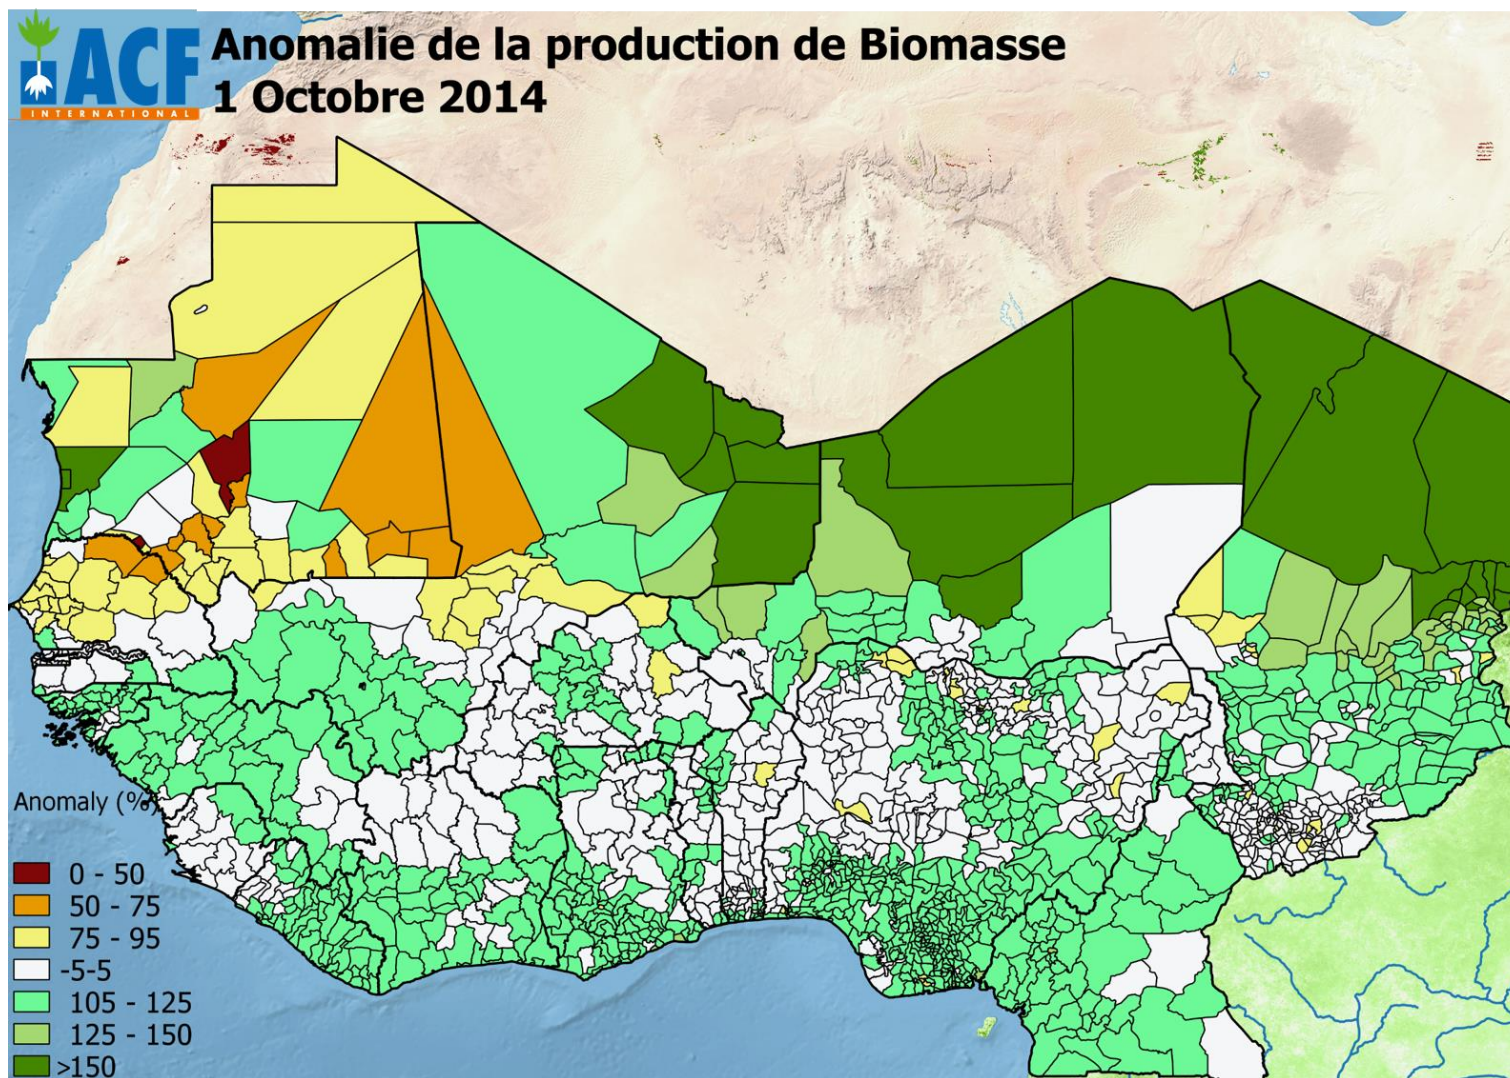 ACF
INTERNATIONAL
Anomalie de la production de Biomasse
1 Octobre 2014
Anomaly (%)
0 - 50
50 - 75
75 - 95
-5-5
105 - 125
125 - 150
>150